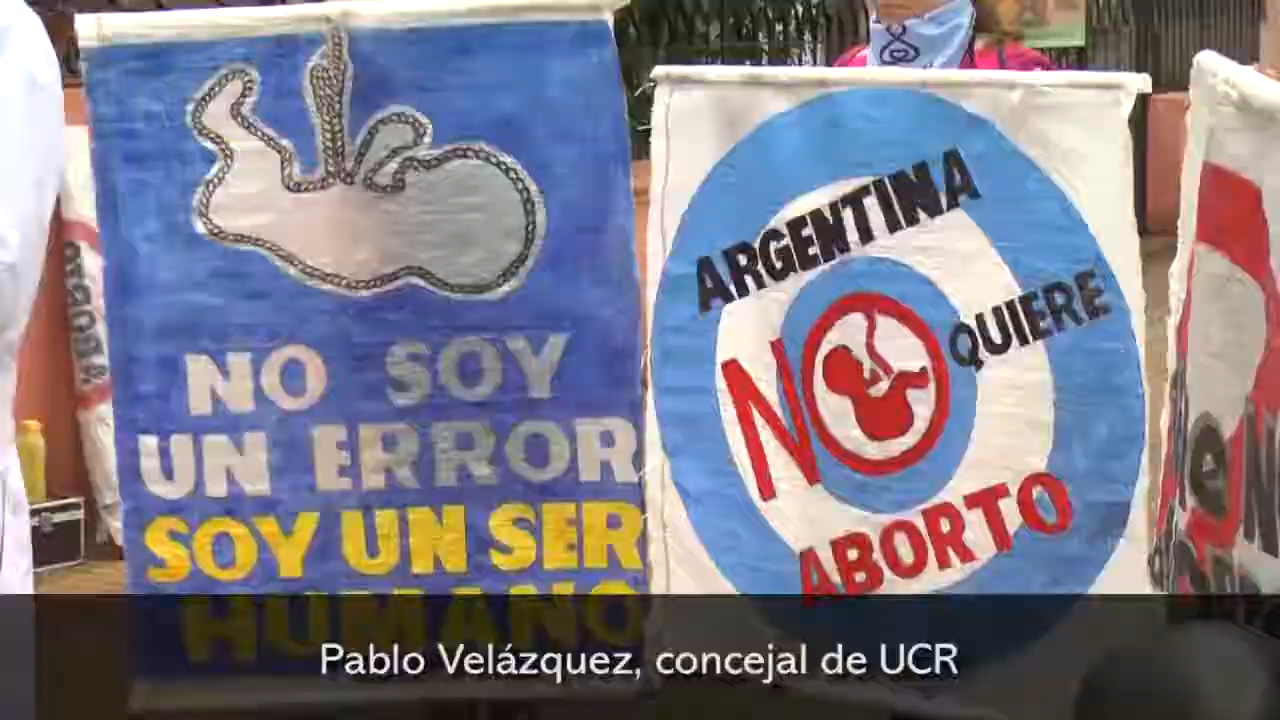 NO SOY
UN ERROR
SOY UN SER
HUMANO
ARGENTINA
NO QUIERE
ABORTO
Pablo Velázquez, concejal de UCR